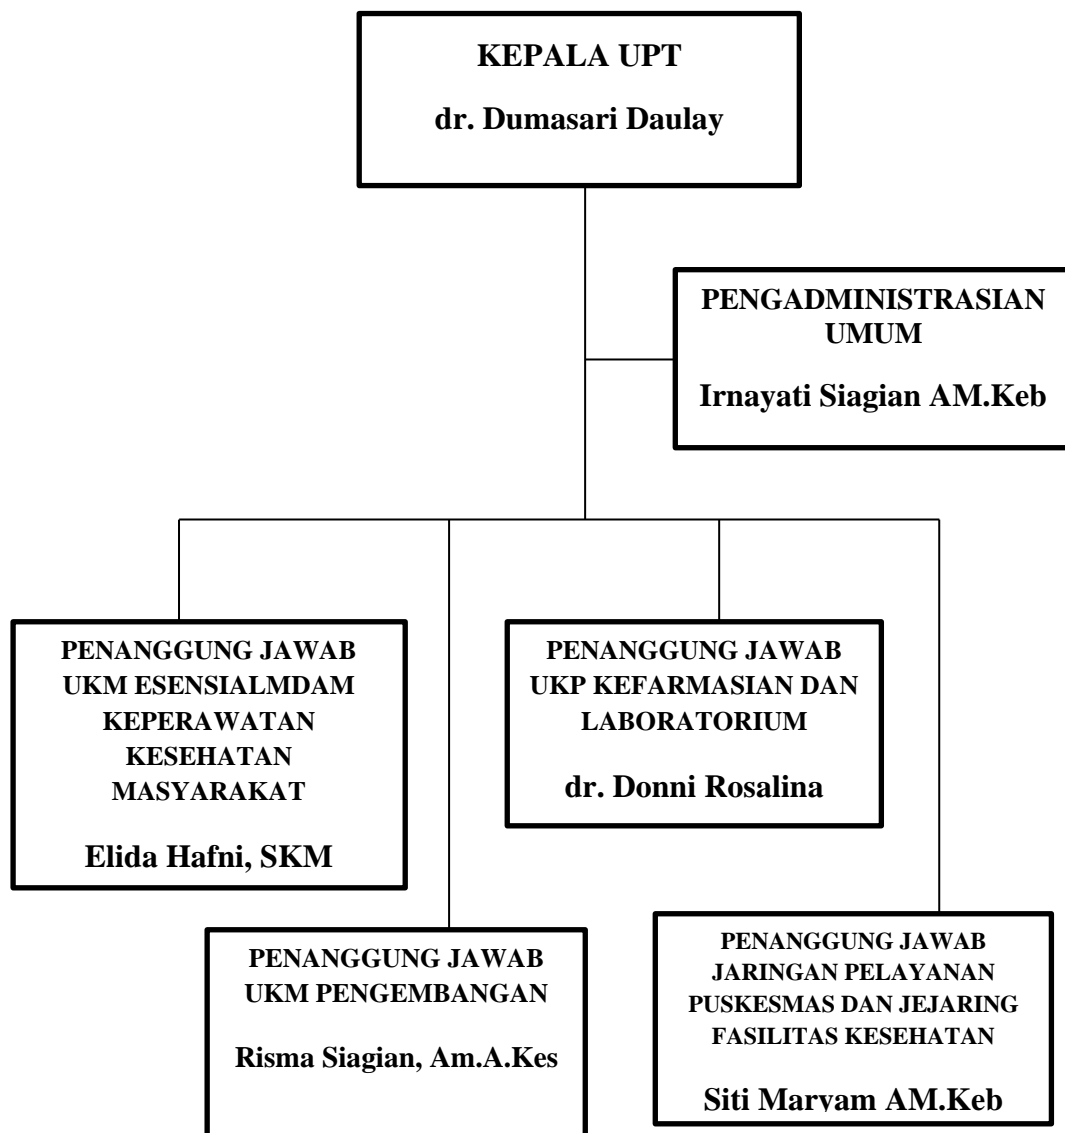 KEPALA UPT
dr. Dumasari Daulay
PENGADMINISTRASIAN
UMUM
Irnayati Siagian AM.Keb
PENANGGUNG JAWAB
UKM ESENSIALMDAM
KEPERAWATAN
KESEHATAN
MASYARAKAT
Elida Hafni, SKM
PENANGGUNG JAWAB
UKP KEFARMASIAN DAN
LABORATORIUM
dr. Donni Rosalina
PENANGGUNG JAWAB
UKM PENGEMBANGAN
Risma Siagian, Am.A.Kes
PENANGGUNG JAWAB
JARINGAN PELAYANAN
PUSKESMAS DAN JEJARING
FASILITAS KESEHATAN
Siti Maryam AM.Keb